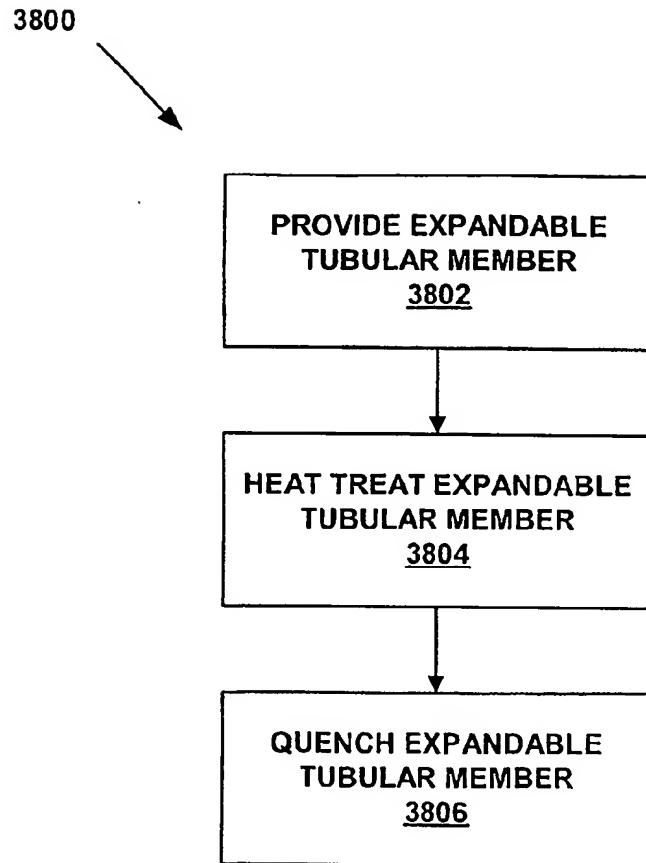 3800
PROVIDE EXPANDABLE
TUBULAR MEMBER
3802
HEAT TREAT EXPANDABLE
TUBULAR MEMBER
3804
QUENCH EXPANDABLE
TUBULAR MEMBER
3806